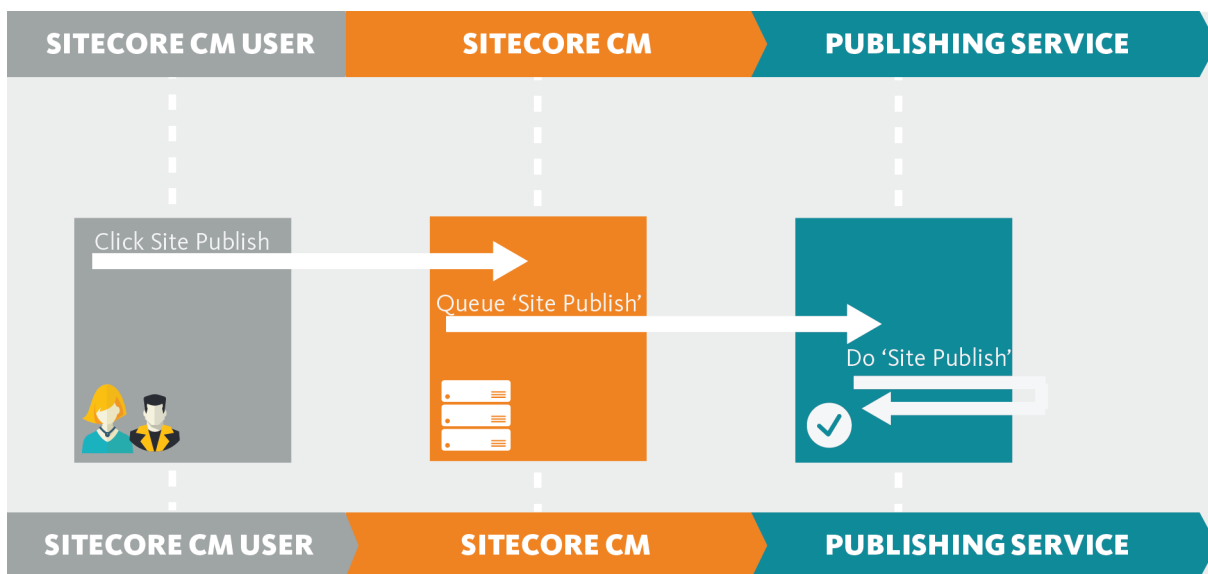 SITECORE CM USER
SITECORE CM
PUBLISHING SERVICE
Click Site Publish
Queue ‘Site Publish’
Do ‘Site Publish’
SITECORE CM USER
SITECORE CM
PUBLISHING SERVICE